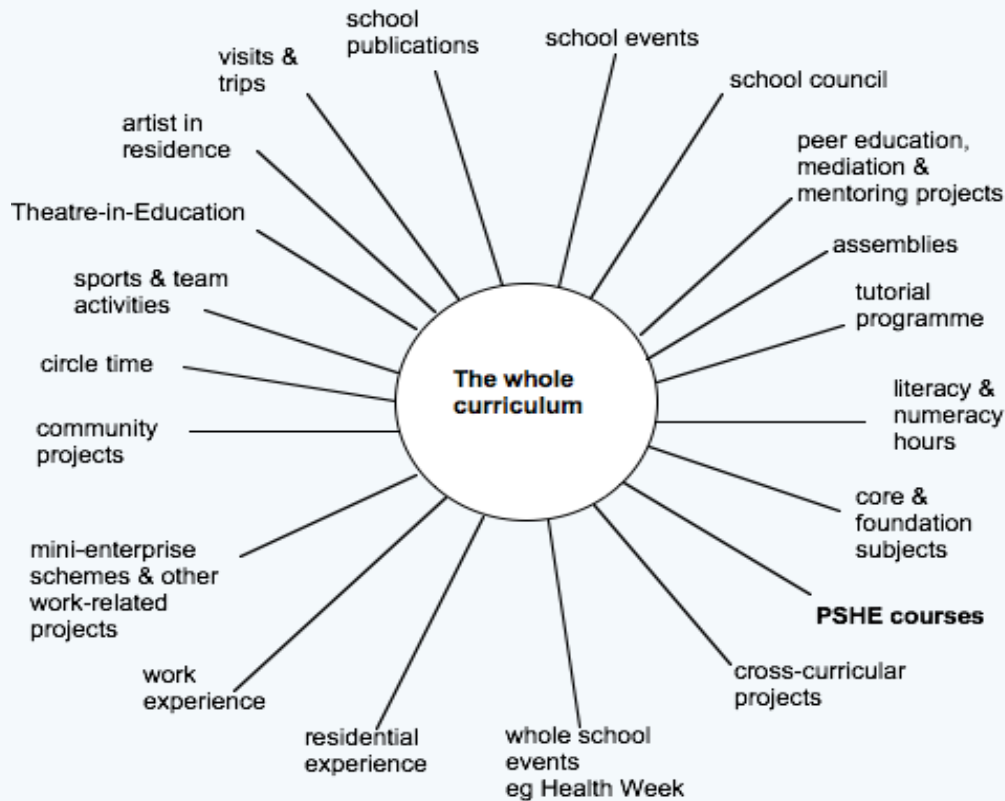 school
publications
school events
school council
peer education,
mediation &
mentoring projects
assemblies
tutorial
programme
literacy &
numeracy
hours
core &
foundation
subjects
PSHE courses
cross-curricular
projects
whole school
events
eg Health Week
residential
experience
work
experience
mini-enterprise
schemes & other
work-related
projects
community
projects
circle time
sports & team
activities
Theatre-in-Education
artist in
residence
visits &
trips
The whole
curriculum